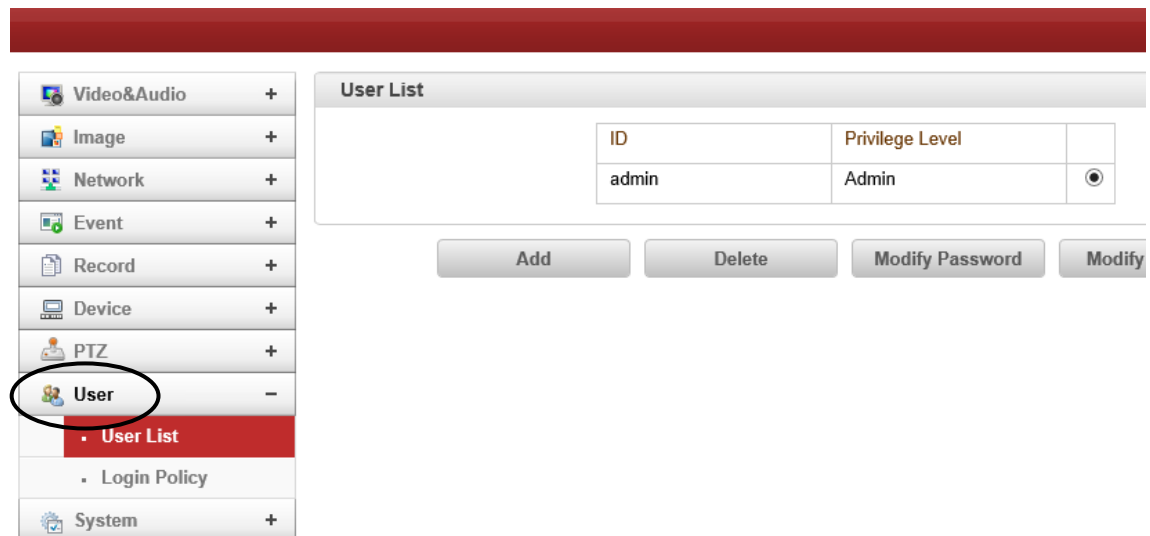 Video&Audio +
Image +
Network +
Event +
Record +
Device +
PTZ +
User −
User List
Login Policy
System +
User List
ID Privilege Level
admin Admin
Add Delete Modify Password Modify